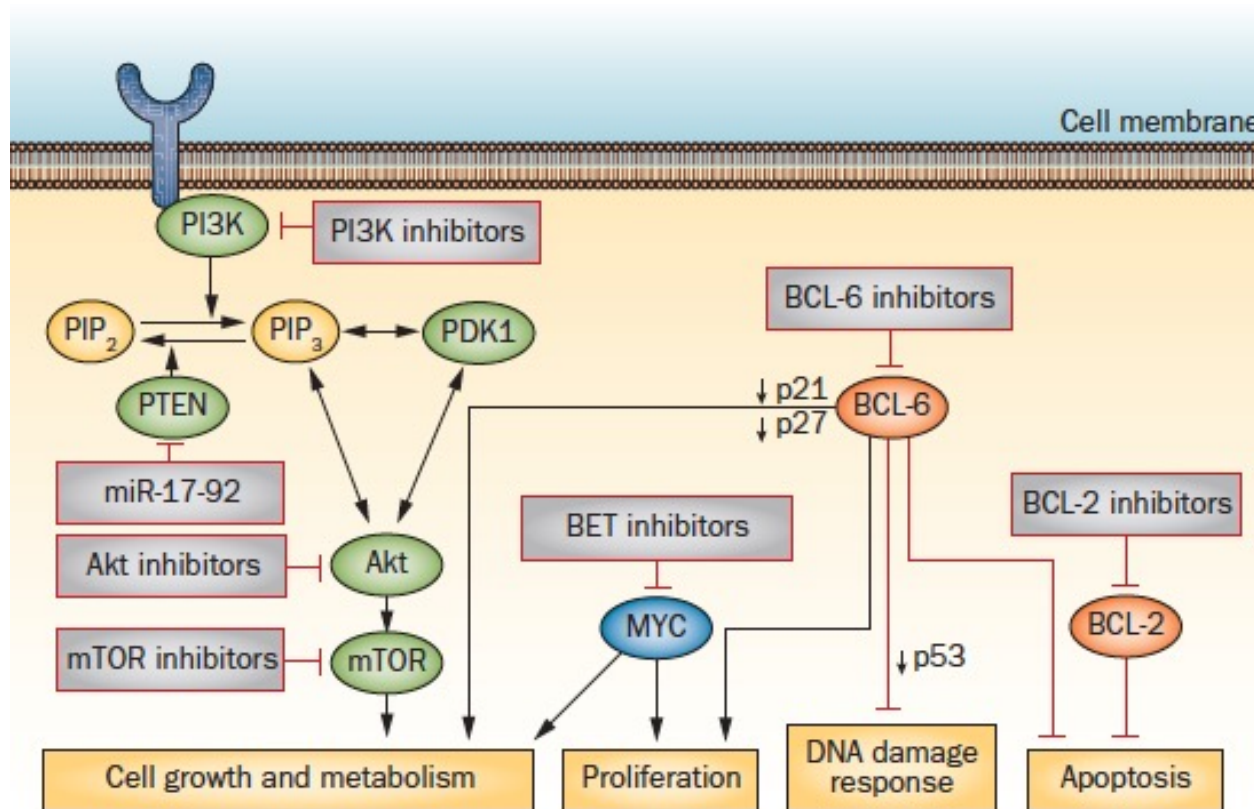 Cell membrane
PI3K
PI3K inhibitors
BCL-6 inhibitors
PIP2
PIP3
PDK1
PTEN
↓ p21
↓ p27
BCL-6
miR-17-92
BET inhibitors
BCL-2 inhibitors
Akt inhibitors
Akt
MYC
BCL-2
mTOR inhibitors
mTOR
↓ p53
Cell growth and metabolism
Proliferation
DNA damage
response
Apoptosis